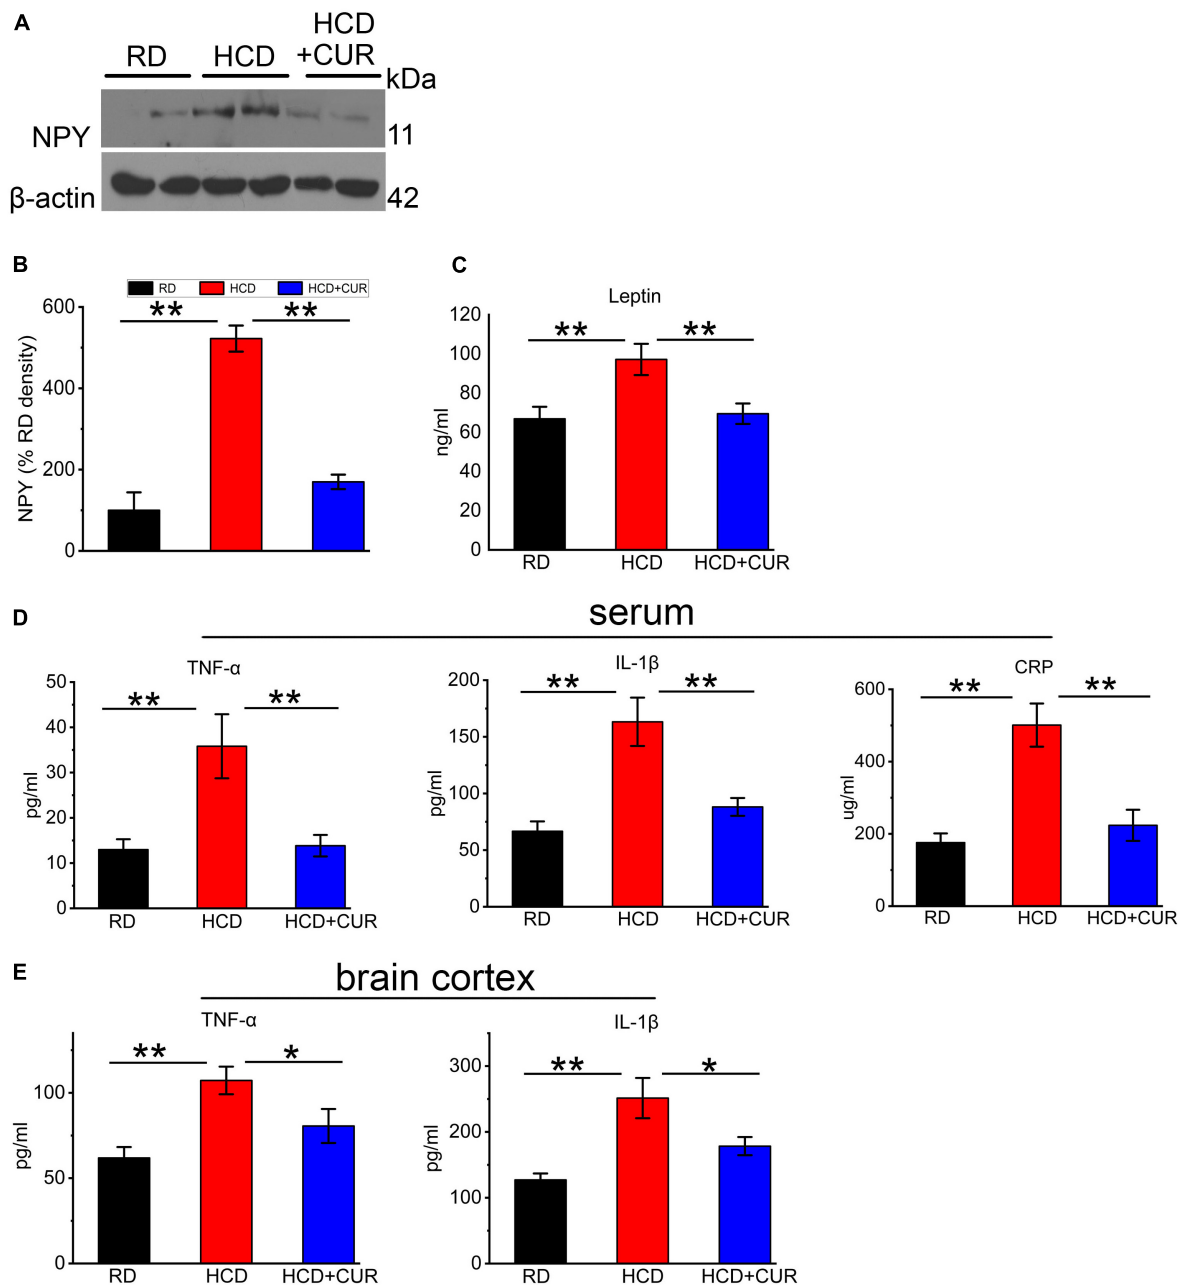 A
RD HCD HCD
+CUR
kDa
NPY 11
β-actin 42
B
RD HCD HCD+CUR
** **
NPY (% RD density)
600
400
200
0
C
Leptin
** **
ng/ml
120
100
80
60
40
20
0
RD HCD HCD+CUR
D
serum
TNF-α
** **
pg/ml
50
40
30
20
10
0
RD HCD HCD+CUR
IL-1β
** **
pg/ml
200
150
100
50
0
RD HCD HCD+CUR
CRP
** **
ug/ml
600
400
200
0
RD HCD HCD+CUR
E
brain cortex
TNF-α
** *
pg/ml
100
50
0
RD HCD HCD+CUR
IL-1β
** *
pg/ml
300
200
100
0
RD HCD HCD+CUR